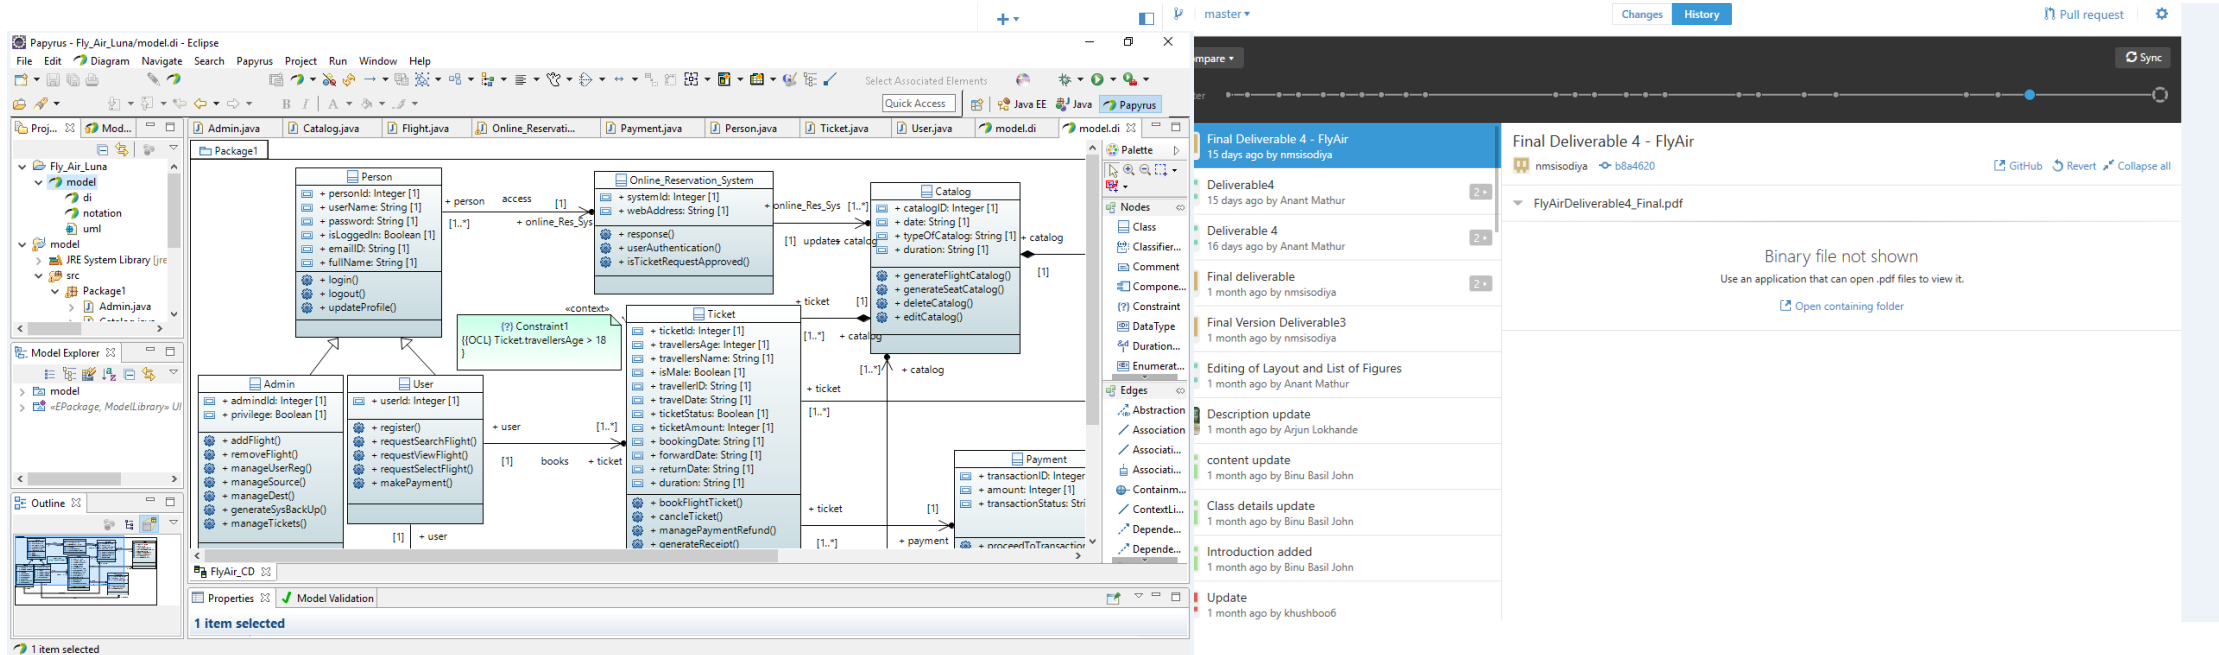 master
Changes
History
Pull request
Papyrus - Fly_Air_Luna/model.di - Eclipse
File Edit Diagram Navigate Search Papyrus Project Run Window Help
Select Associated Elements
Quick Access
Java EE
Java
Papyrus
Proj...
Mod...
Fly_Air_Luna
model
di
notation
uml
model
JRE System Library [jre
src
Package1
Admin.java
Model Explorer
model
«EPackage, ModelLibrary» UI
Outline
Admin.java
Catalog.java
Flight.java
Online_Reservati...
Payment.java
Person.java
Ticket.java
User.java
model.di
model.di
Package1
Person
+ personId: Integer [1]
+ userName: String [1]
+ password: String [1]
+ isLoggedIn: Boolean [1]
+ emailID: String [1]
+ fullName: String [1]
+ login()
+ logout()
+ updateProfile()
+ person
access
[1]
[1..*]
+ online_Res_Sys
Online_Reservation_System
+ systemId: Integer [1]
+ webAddress: String [1]
+ response()
+ userAuthentication()
+ isTicketRequestApproved()
+ online_Res_Sys
[1..*]
[1]
updates
+ catalog
Catalog
+ catalogID: Integer [1]
+ date: String [1]
+ typeOfCatalog: String [1]
+ duration: String [1]
+ generateFlightCatalog()
+ generateSeatCatalog()
+ deleteCatalog()
+ editCatalog()
+ catalog
[1]
«context»
{?} Constraint1
{{OCL} Ticket.travellersAge > 18
}
Ticket
+ ticketId: Integer [1]
+ travellersAge: Integer [1]
+ travellersName: String [1]
+ isMale: Boolean [1]
+ travellerID: String [1]
+ travelDate: String [1]
+ ticketStatus: Boolean [1]
+ ticketAmount: Integer [1]
+ bookingDate: String [1]
+ forwardDate: String [1]
+ returnDate: String [1]
+ duration: String [1]
+ bookFlightTicket()
+ cancleTicket()
+ managePaymentRefund()
+ generateReceipt()
+ ticket
[1]
[1..*]
+ catalog
[1..*]
+ catalog
+ ticket
[1..*]
Admin
+ admindId: Integer [1]
+ privilege: Boolean [1]
+ addFlight()
+ removeFlight()
+ manageUserReg()
+ manageSource()
+ manageDest()
+ generateSysBackUp()
+ manageTickets()
User
+ userId: Integer [1]
+ register()
+ requestSearchFlight()
+ requestViewFlight()
+ requestSelectFlight()
+ makePayment()
+ user
[1..*]
[1]
books
+ ticket
[1]
+ user
Payment
+ transactionID: Integer
+ amount: Integer [1]
+ transactionStatus: Stri
+ proceedToTransaction
+ ticket
[1]
[1..*]
+ payment
Palette
Nodes
Class
Classifier...
Comment
Compone...
Constraint
DataType
Duration...
Enumerat...
Edges
Abstraction
Association
Associati...
Associati...
Containm...
ContextLi...
Depende...
Depende...
FlyAir_CD
Properties
Model Validation
1 item selected
1 item selected
mpare
Sync
ter
Final Deliverable 4 - FlyAir
15 days ago by nmsisodiya
Deliverable4
15 days ago by Anant Mathur
2
Deliverable 4
16 days ago by Anant Mathur
2
Final deliverable
1 month ago by nmsisodiya
2
Final Version Deliverable3
1 month ago by nmsisodiya
Editing of Layout and List of Figures
1 month ago by Anant Mathur
Description update
1 month ago by Arjun Lokhande
content update
1 month ago by Binu Basil John
Class details update
1 month ago by Binu Basil John
Introduction added
1 month ago by Binu Basil John
Update
1 month ago by khushboo6
Final Deliverable 4 - FlyAir
nmsisodiya b8a4620
GitHub Revert Collapse all
FlyAirDeliverable4_Final.pdf
Binary file not shown
Use an application that can open .pdf files to view it.
Open containing folder